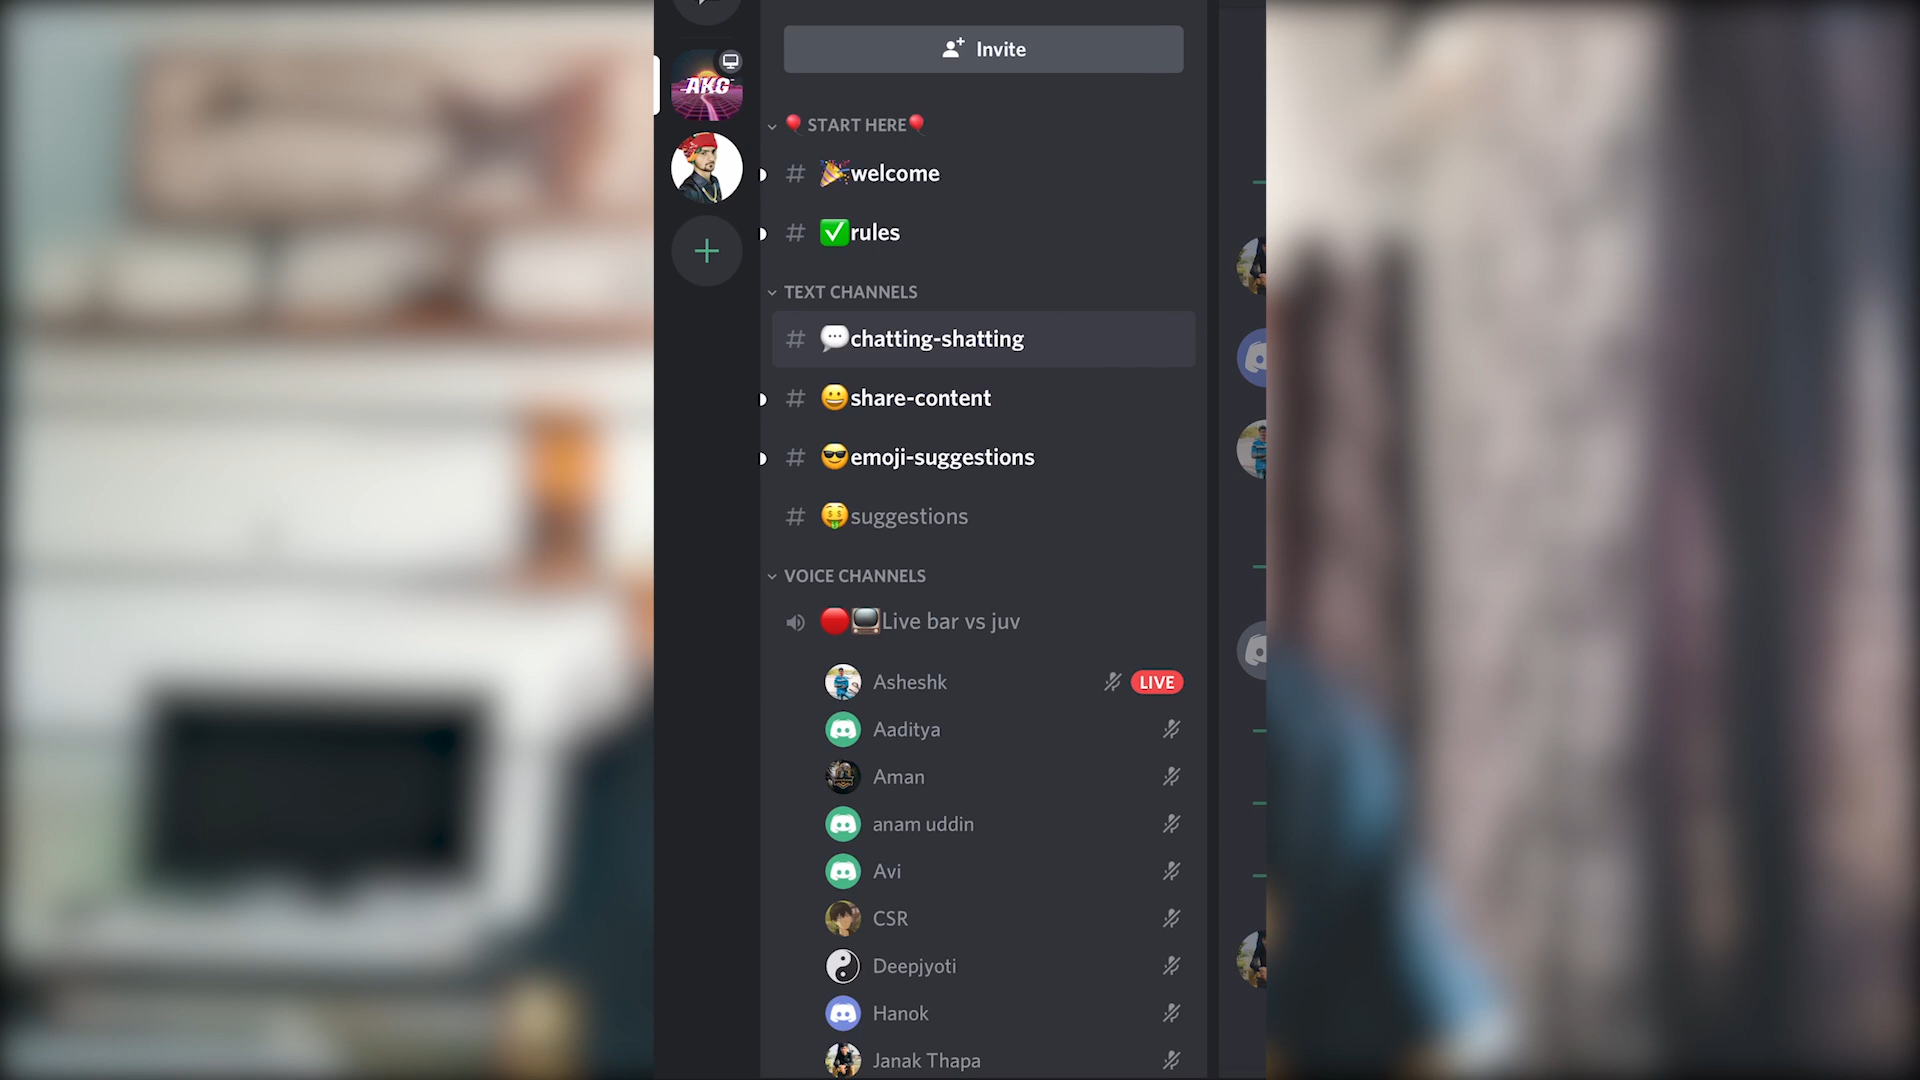 Invite
AKG
START HERE
# welcome
# rules
TEXT CHANNELS
# chatting-shatting
# share-content
# emoji-suggestions
# suggestions
VOICE CHANNELS
Live bar vs juv
Asheshk LIVE
Aaditya
Aman
anam uddin
Avi
CSR
Deepjyoti
Hanok
Janak Thapa